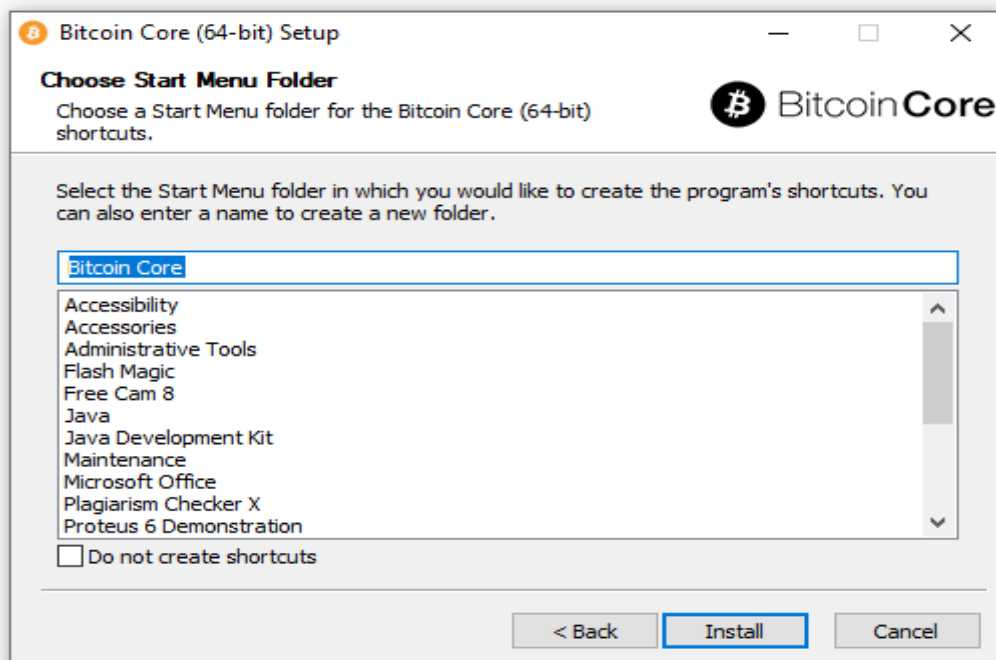 Bitcoin Core (64-bit) Setup
Choose Start Menu Folder
Choose a Start Menu folder for the Bitcoin Core (64-bit)
shortcuts.
Bitcoin Core
Select the Start Menu folder in which you would like to create the program's shortcuts. You
can also enter a name to create a new folder.
Bitcoin Core
Accessibility
Accessories
Administrative Tools
Flash Magic
Free Cam 8
Java
Java Development Kit
Maintenance
Microsoft Office
Plagiarism Checker X
Proteus 6 Demonstration
Do not create shortcuts
< Back
Install
Cancel